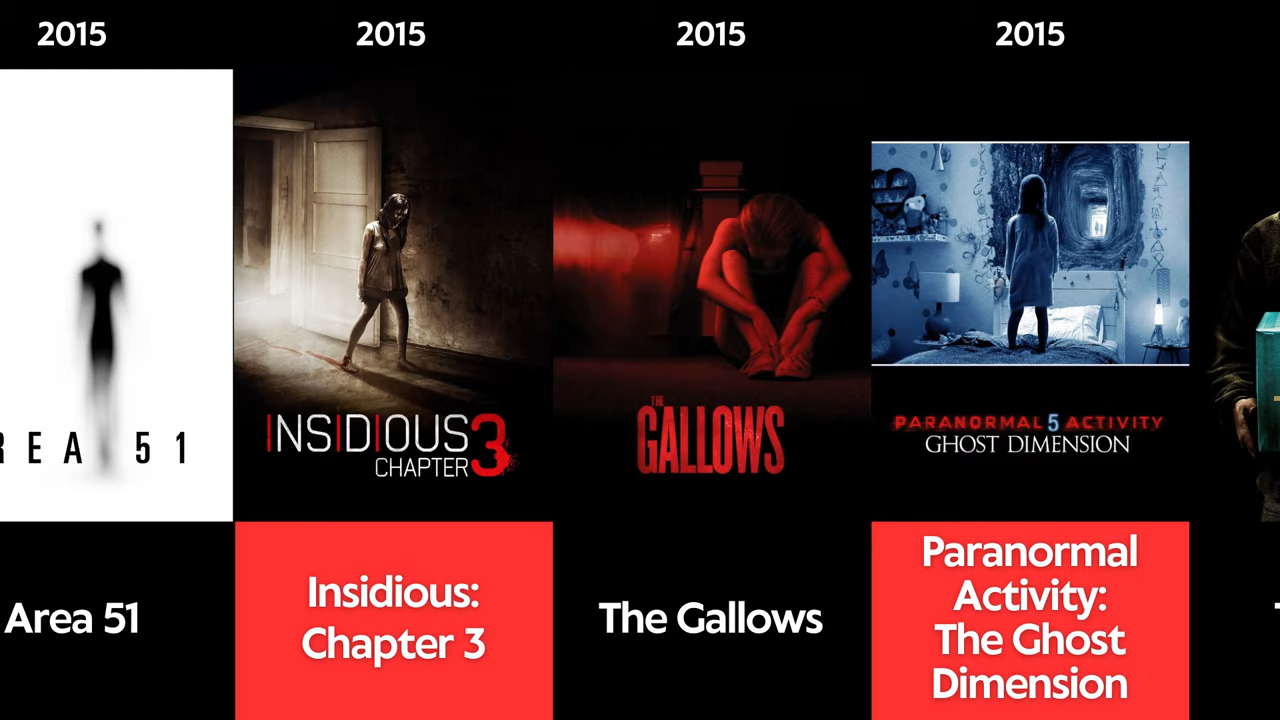 2015
2015
2015
2015
REA 51
INSIDIOUS
CHAPTER 3
THE
GALLOWS
PARANORMAL 5 ACTIVITY
GHOST DIMENSION
Area 51
Insidious:
Chapter 3
The Gallows
Paranormal
Activity:
The Ghost
Dimension